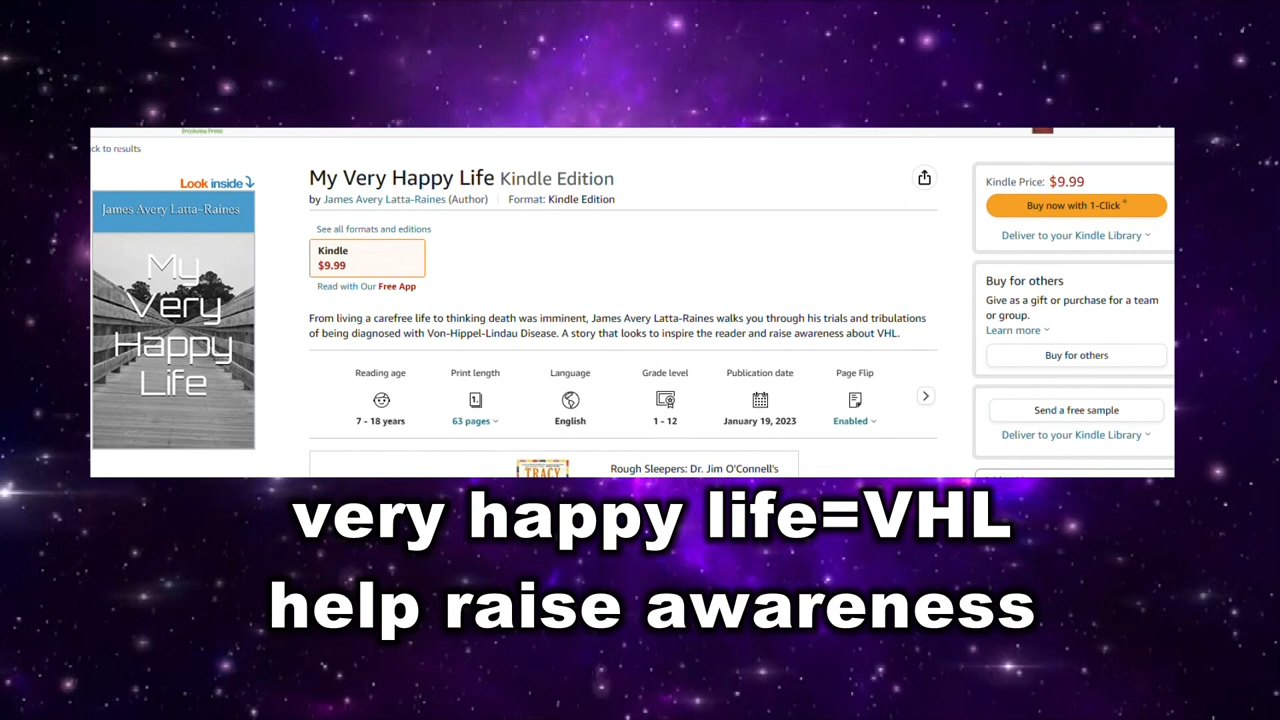 Brookview Press
ck to results
Look inside
James Avery Latta-Raines
My
Very
Happy
Life
My Very Happy Life Kindle Edition
by James Avery Latta-Raines (Author) Format: Kindle Edition
See all formats and editions
Kindle
$9.99
Read with Our Free App
From living a carefree life to thinking death was imminent, James Avery Latta-Raines walks you through his trials and tribulations
of being diagnosed with Von-Hippel-Lindau Disease. A story that looks to inspire the reader and raise awareness about VHL.
Reading age
7 - 18 years
Print length
63 pages
Language
English
Grade level
1 - 12
Publication date
January 19, 2023
Page Flip
Enabled
TRACY
Rough Sleepers: Dr. Jim O'Connell's
Kindle Price: $9.99
Buy now with 1-Click ®
Deliver to your Kindle Library
Buy for others
Give as a gift or purchase for a team
or group.
Learn more
Buy for others
Send a free sample
Deliver to your Kindle Library
very happy life=VHL
help raise awareness